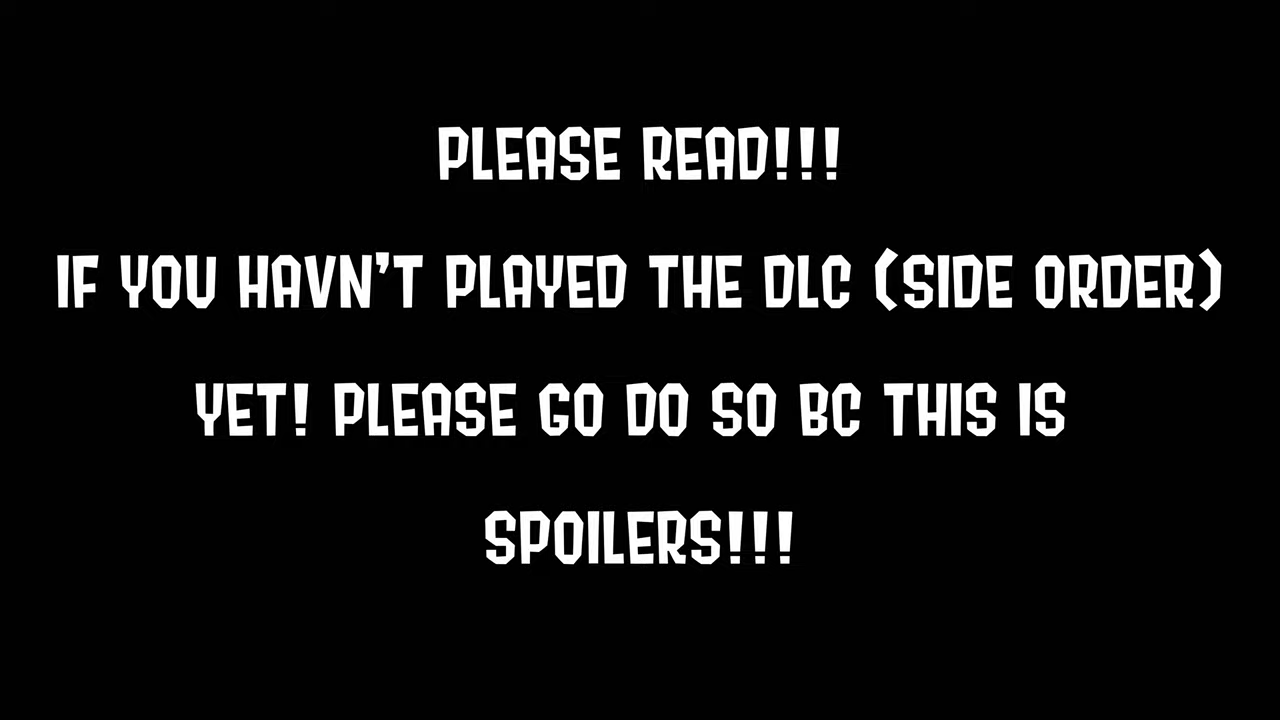 PLEASE READ!!!
IF YOU HAVN'T PLAYED THE DLC (SIDE ORDER)
YET! PLEASE GO DO SO BC THIS IS
SPOILERS!!!